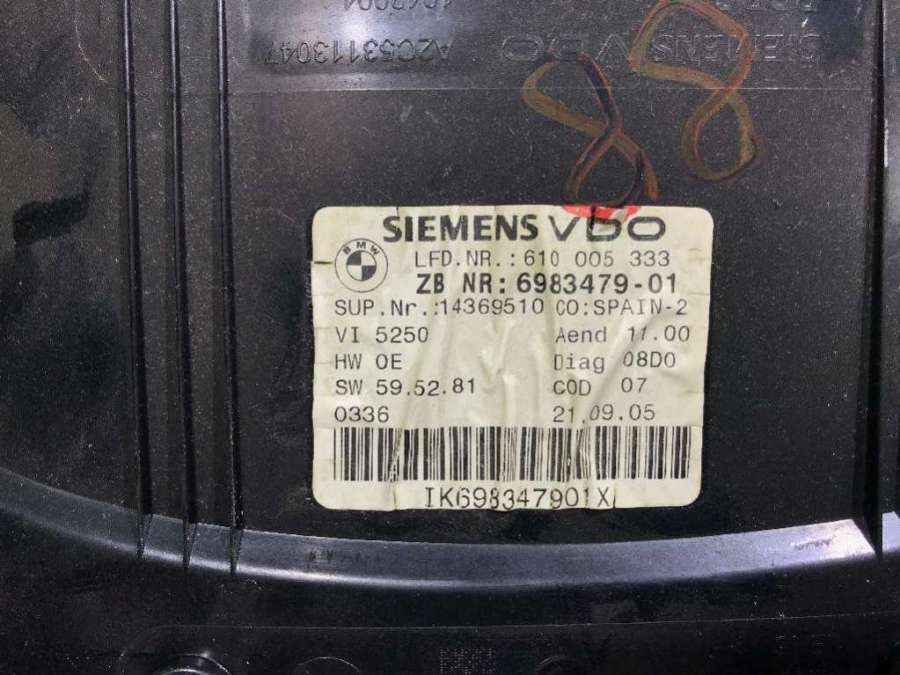 A2C53113047 SIEMENS VDO
88
SIEMENS VDO
BMW
LFD.NR.:610 005 333
ZB NR:6983479-01
SUP.Nr.:14369510 CO:SPAIN-2
VI 5250 Aend 11.00
HW 0E Diag 08D0
SW 59.52.81 COD 07
0336 21.09.05
IK698347901X